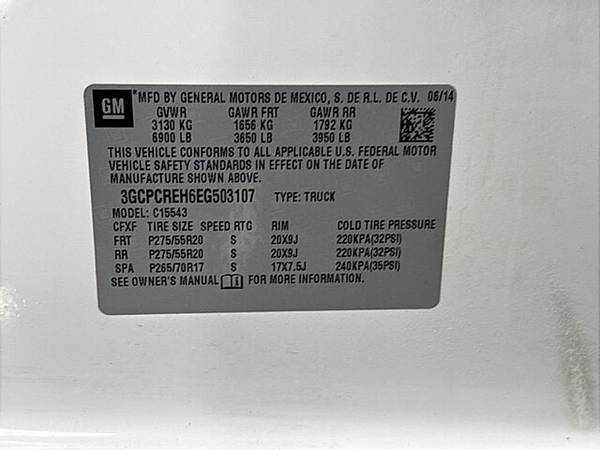 GM
*MFD BY GENERAL MOTORS DE MEXICO, S. DE R.L. DE C.V. 06/14
GVWR GAWR FRT GAWR RR
3130 KG 1656 KG 1792 KG
6900 LB 3650 LB 3950 LB
THIS VEHICLE CONFORMS TO ALL APPLICABLE U.S. FEDERAL MOTOR
VEHICLE SAFETY STANDARDS IN EFFECT ON THE DATE OF
MANUFACTURE SHOWN ABOVE.
3GCPCREH6EG503107 TYPE: TRUCK
MODEL: C15543
CFXF TIRE SIZE SPEED RTG RIM COLD TIRE PRESSURE
FRT P275/55R20 S 20X9J 220KPA(32PSI)
RR P275/55R20 S 20X9J 220KPA(32PSI)
SPA P265/70R17 S 17X7.5J 240KPA(35PSI)
SEE OWNER'S MANUAL FOR MORE INFORMATION.